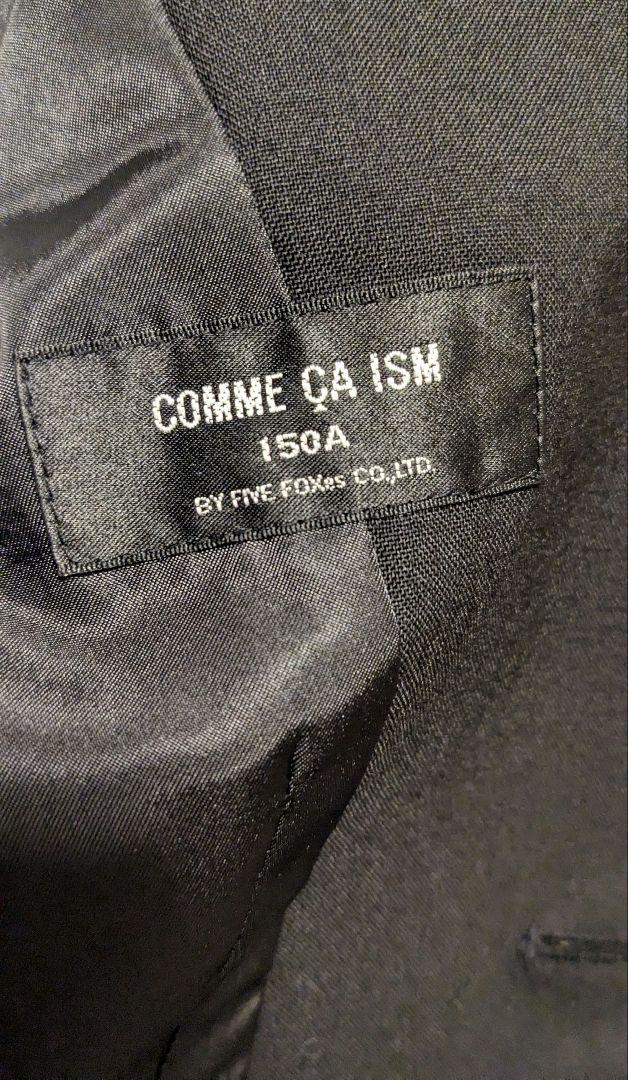 COMME ÇA ISM
150A
BY FIVE FOXes CO.,LTD.